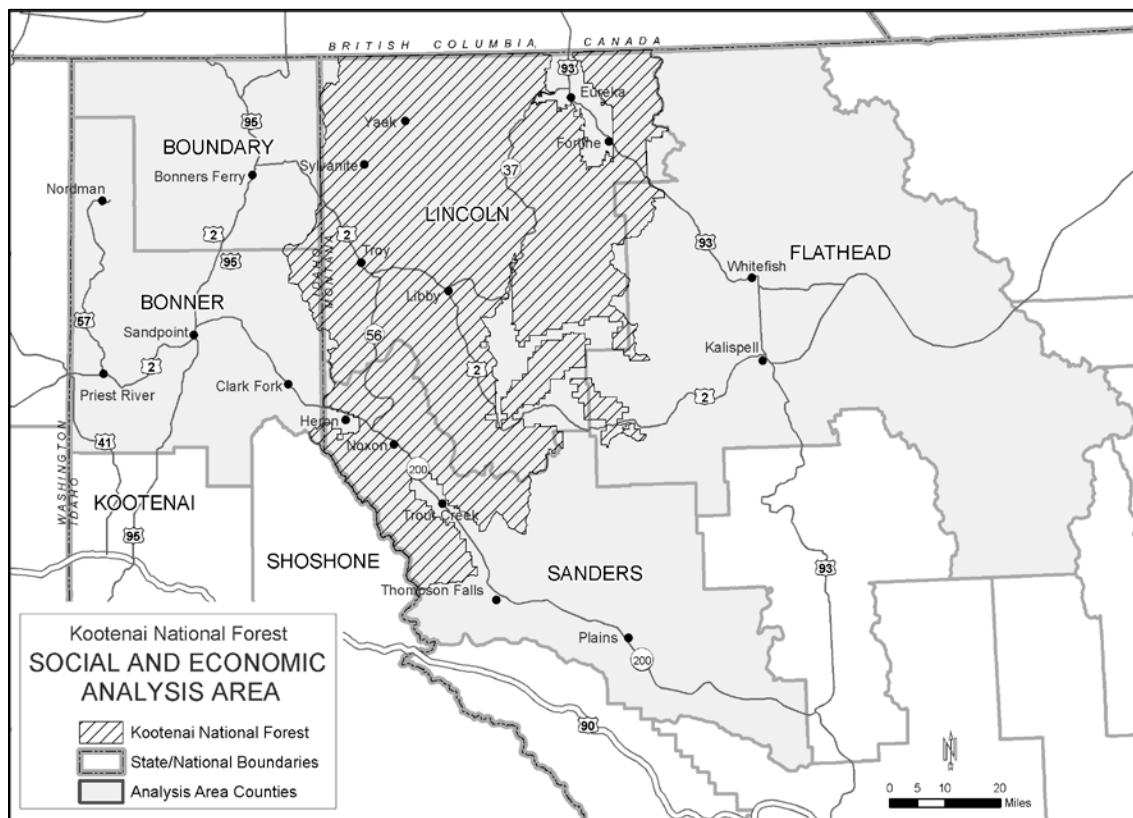 BRITISH COLUMBIA, CANADA
93
Eureka
95
Yaak
BOUNDARY
Fortine
Sylvanite
37
Bonners Ferry
Nordman
LINCOLN
2
2
93
95
Troy
FLATHEAD
IDAHO
MONTANA
Whitefish
Libby
BONNER
57
Sandpoint
56
Kalispell
2
2
Priest River
Clark Fork
2
Heron
41
Noxon
WASHINGTON
IDAHO
200
KOOTENAI
Trout Creek
95
SHOSHONE
SANDERS
93
Thompson Falls
Plains
200
90
Kootenai National Forest
SOCIAL AND ECONOMIC
ANALYSIS AREA
Kootenai National Forest
State/National Boundaries
Analysis Area Counties
N
0 5 10 20
Miles